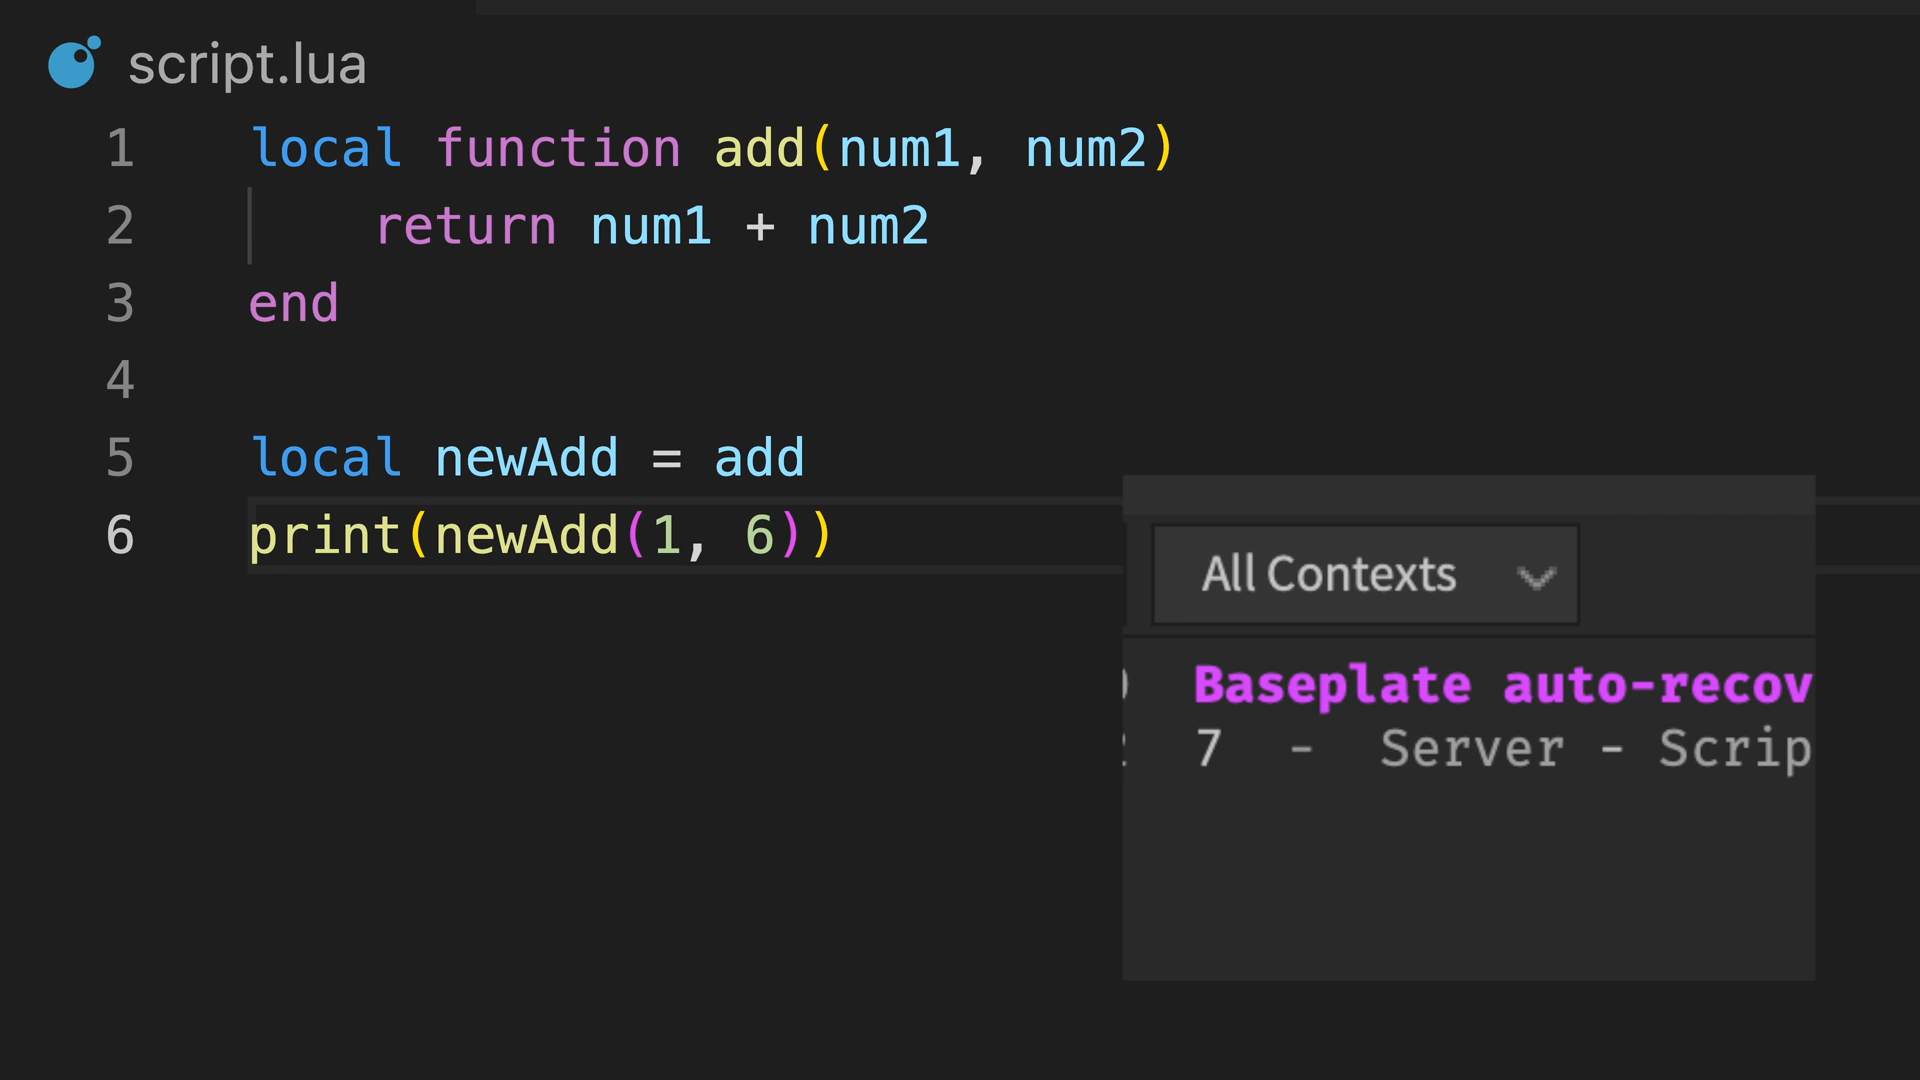 script.lua
1 local function add(num1, num2)
2 return num1 + num2
3 end
4
5 local newAdd = add
6 print(newAdd(1, 6))
All Contexts
Baseplate auto-recov
7 - Server - Scrip